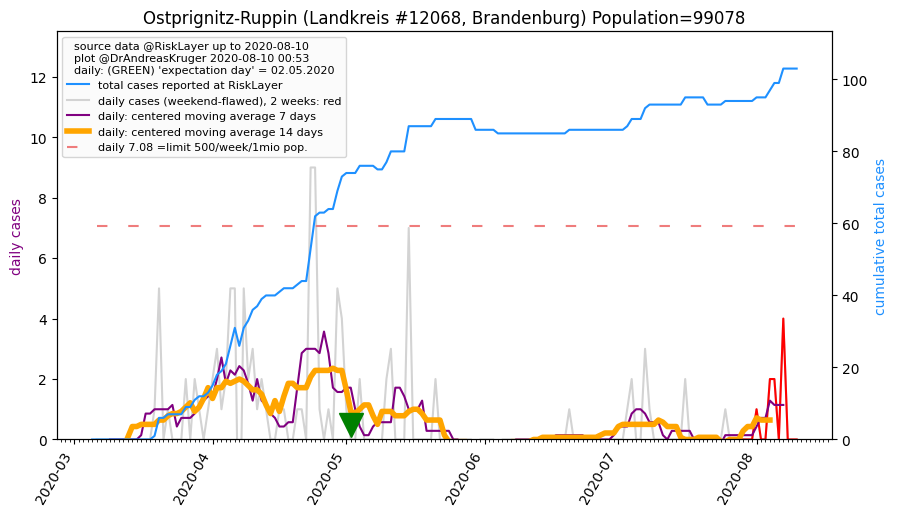 Ostprignitz-Ruppin (Landkreis #12068, Brandenburg) Population=99078
source data @RiskLayer up to 2020-08-10
plot @DrAndreasKruger 2020-08-10 00:53
daily: (GREEN) 'expectation day' = 02.05.2020
total cases reported at RiskLayer
daily cases (weekend-flawed), 2 weeks: red
daily: centered moving average 7 days
daily: centered moving average 14 days
daily 7.08 =limit 500/week/1mio pop.
daily cases
12
10
8
6
4
2
0
cumulative total cases
100
80
60
40
20
0
2020-03
2020-04
2020-05
2020-06
2020-07
2020-08